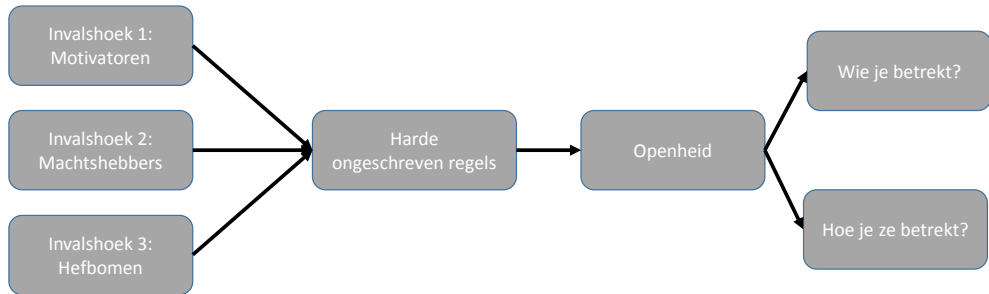 Invalshoek 1:
Motivatoren
Invalshoek 2:
Machtshebbers
Invalshoek 3:
Hefbomen
Harde
ongeschreven regels
Openheid
Wie je betrekt?
Hoe je ze betrekt?